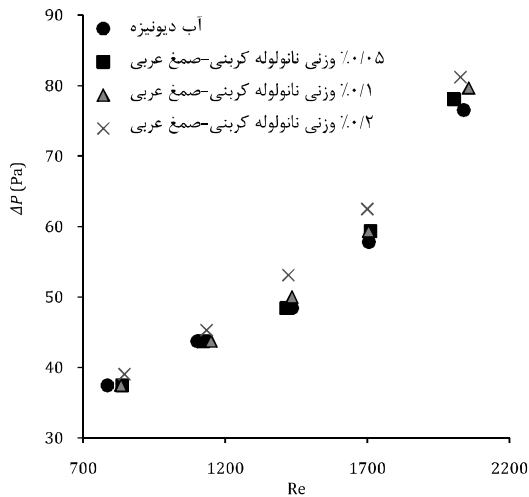 آب دیونیزه
٪۰/۰۵ وزنی نانولوله کربنی-صمغ عربی
٪۰/۱ وزنی نانولوله کربنی-صمغ عربی
٪۰/۲ وزنی نانولوله کربنی-صمغ عربی
90
80
70
60
50
40
30
ΔP (Pa)
700 1200 1700 2200
Re